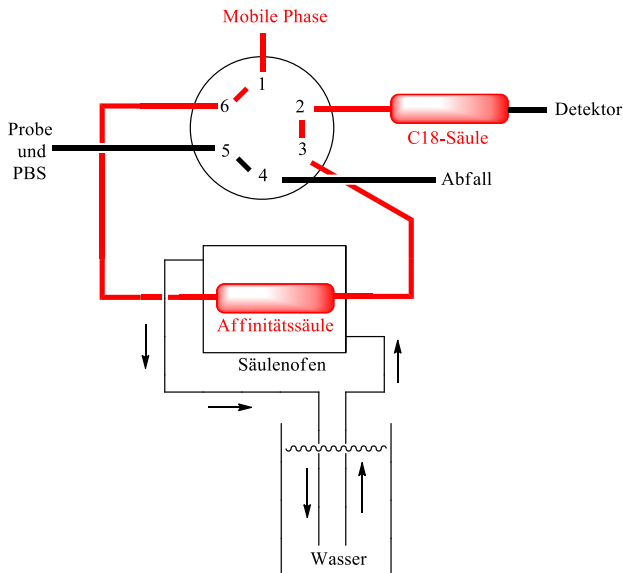 Mobile Phase
1
6
2
C18-Säule
Detektor
Probe
und
PBS
5
3
4
Abfall
Affinitätssäule
Säulenofen
Wasser